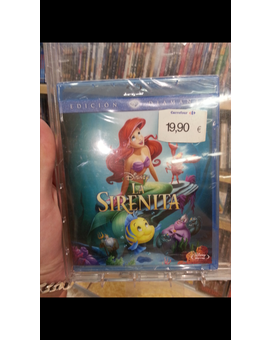 EDICIÓN
19,90 €
Disney
LA
SIRENITA